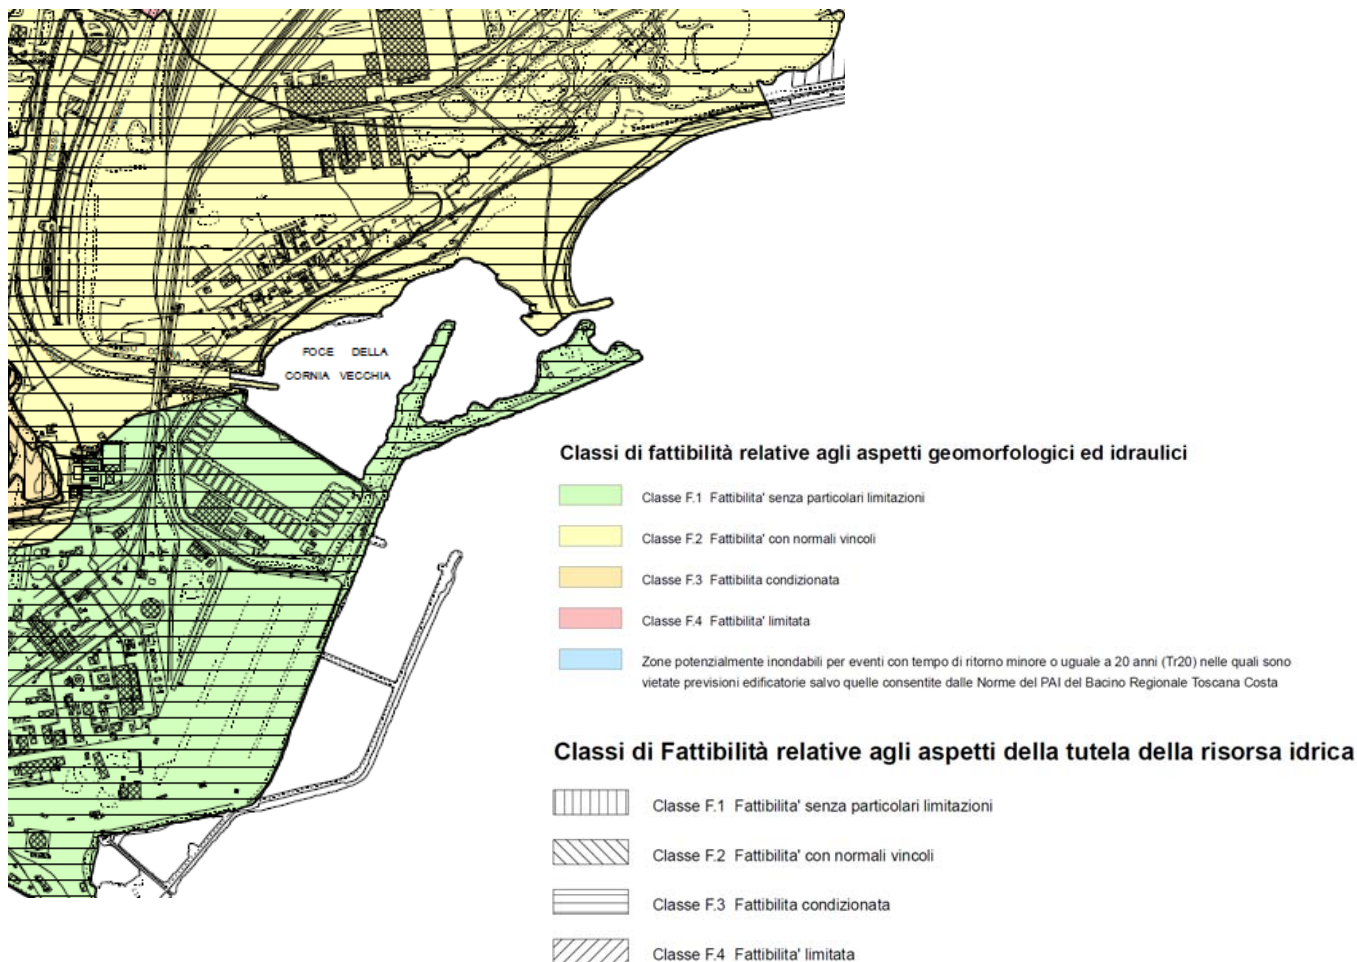 FOCE DELLA
CORNIA VECCHIA
Classi di fattibilità relative agli aspetti geomorfologici ed idraulici
Classe F.1 Fattibilita' senza particolari limitazioni
Classe F.2 Fattibilita' con normali vincoli
Classe F.3 Fattibilita condizionata
Classe F.4 Fattibilita' limitata
Zone potenzialmente inondabili per eventi con tempo di ritorno minore o uguale a 20 anni (Tr20) nelle quali sono
vietate previsioni edificatorie salvo quelle consentite dalle Norme del PAI del Bacino Regionale Toscana Costa
Classi di Fattibilità relative agli aspetti della tutela della risorsa idrica
Classe F.1 Fattibilita' senza particolari limitazioni
Classe F.2 Fattibilita' con normali vincoli
Classe F.3 Fattibilita condizionata
Classe F.4 Fattibilita' limitata